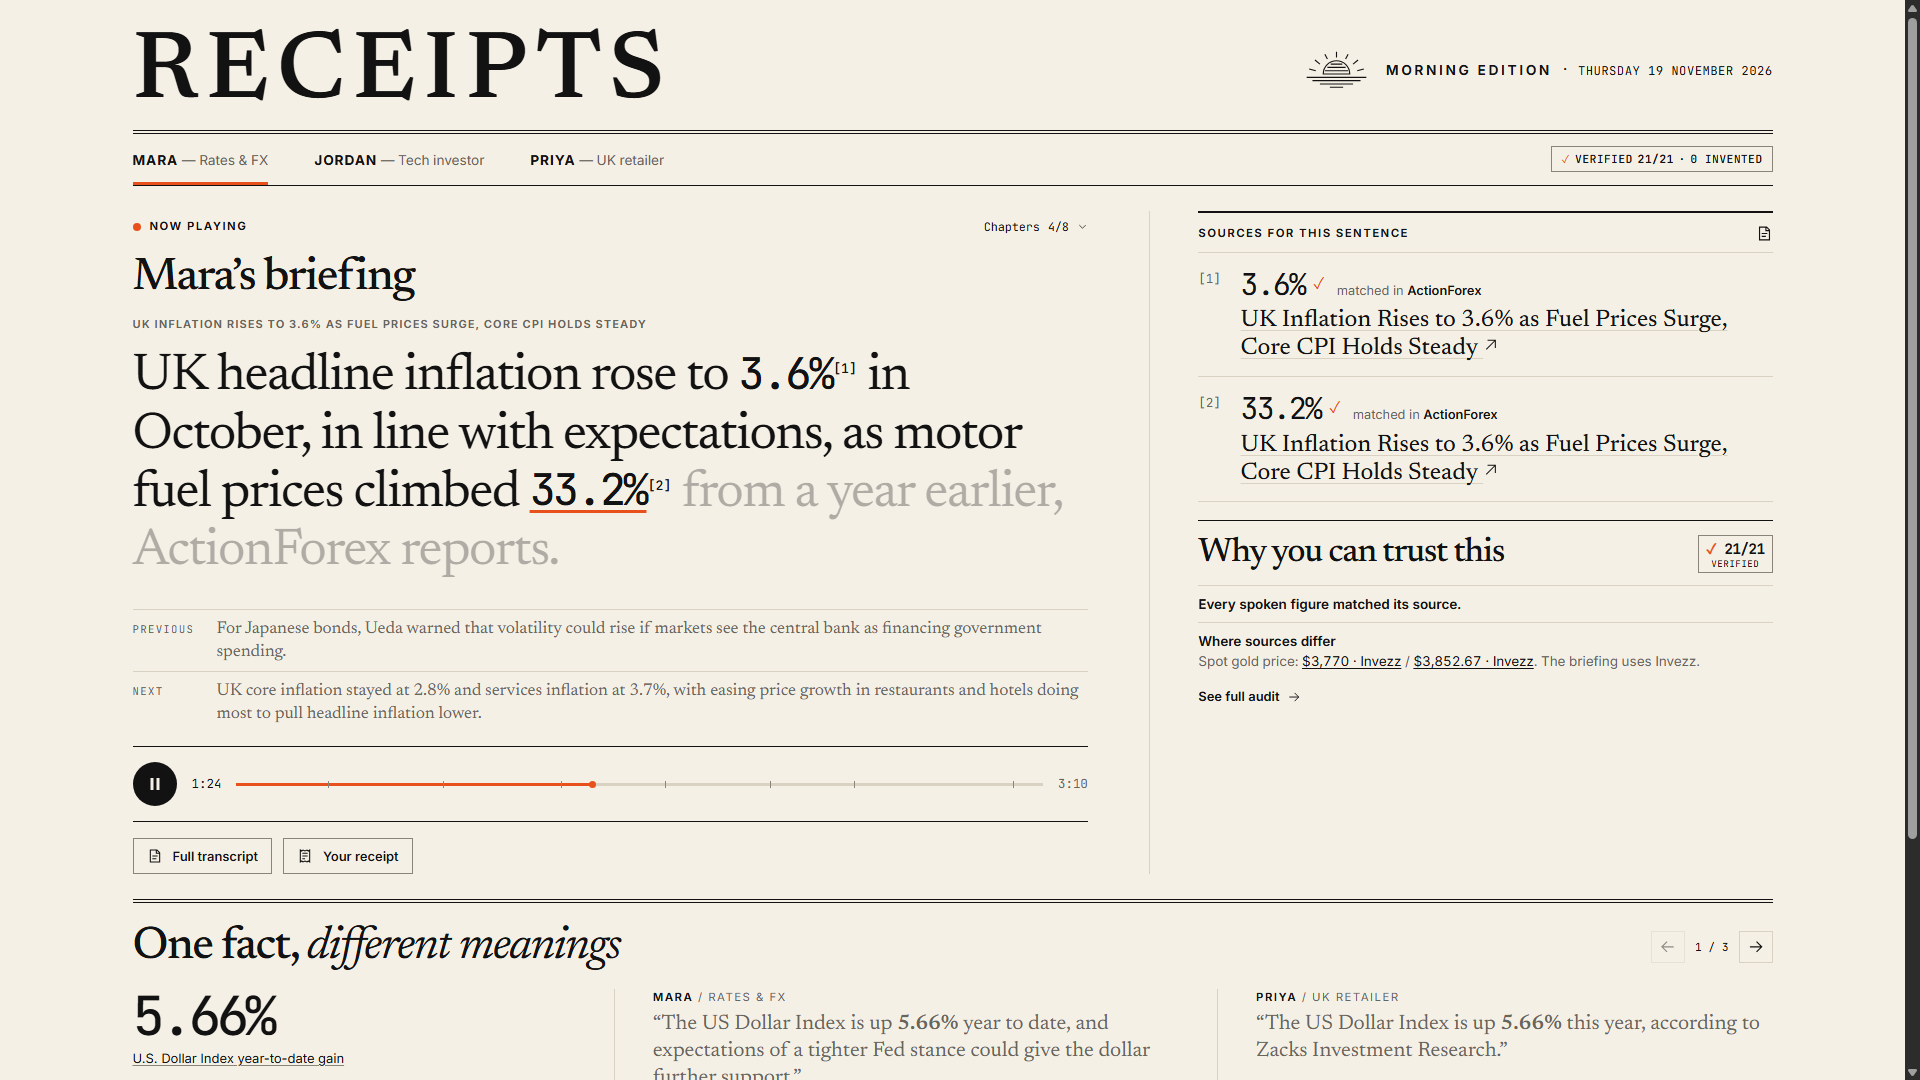 RECEIPTS
MORNING EDITION · THURSDAY 19 NOVEMBER 2026
MARA — Rates & FX
JORDAN — Tech investor
PRIYA — UK retailer
✓ VERIFIED 21/21 · 0 INVENTED
NOW PLAYING
Chapters 4/8
Mara’s briefing
UK INFLATION RISES TO 3.6% AS FUEL PRICES SURGE, CORE CPI HOLDS STEADY
UK headline inflation rose to 3.6%[1] in
October, in line with expectations, as motor
fuel prices climbed 33.2%[2] from a year earlier,
ActionForex reports.
PREVIOUS
For Japanese bonds, Ueda warned that volatility could rise if markets see the central bank as financing government
spending.
NEXT
UK core inflation stayed at 2.8% and services inflation at 3.7%, with easing price growth in restaurants and hotels doing
most to pull headline inflation lower.
1:24
3:10
Full transcript
Your receipt
SOURCES FOR THIS SENTENCE
[1] 3.6% ✓ matched in ActionForex
UK Inflation Rises to 3.6% as Fuel Prices Surge,
Core CPI Holds Steady ↗
[2] 33.2% ✓ matched in ActionForex
UK Inflation Rises to 3.6% as Fuel Prices Surge,
Core CPI Holds Steady ↗
Why you can trust this
✓ 21/21
VERIFIED
Every spoken figure matched its source.
Where sources differ
Spot gold price: $3,770 · Invezz / $3,852.67 · Invezz. The briefing uses Invezz.
See full audit →
One fact, different meanings
← 1 / 3 →
5.66%
U.S. Dollar Index year-to-date gain
MARA / RATES & FX
“The US Dollar Index is up 5.66% year to date, and
expectations of a tighter Fed stance could give the dollar
further support.”
PRIYA / UK RETAILER
“The US Dollar Index is up 5.66% this year, according to
Zacks Investment Research.”